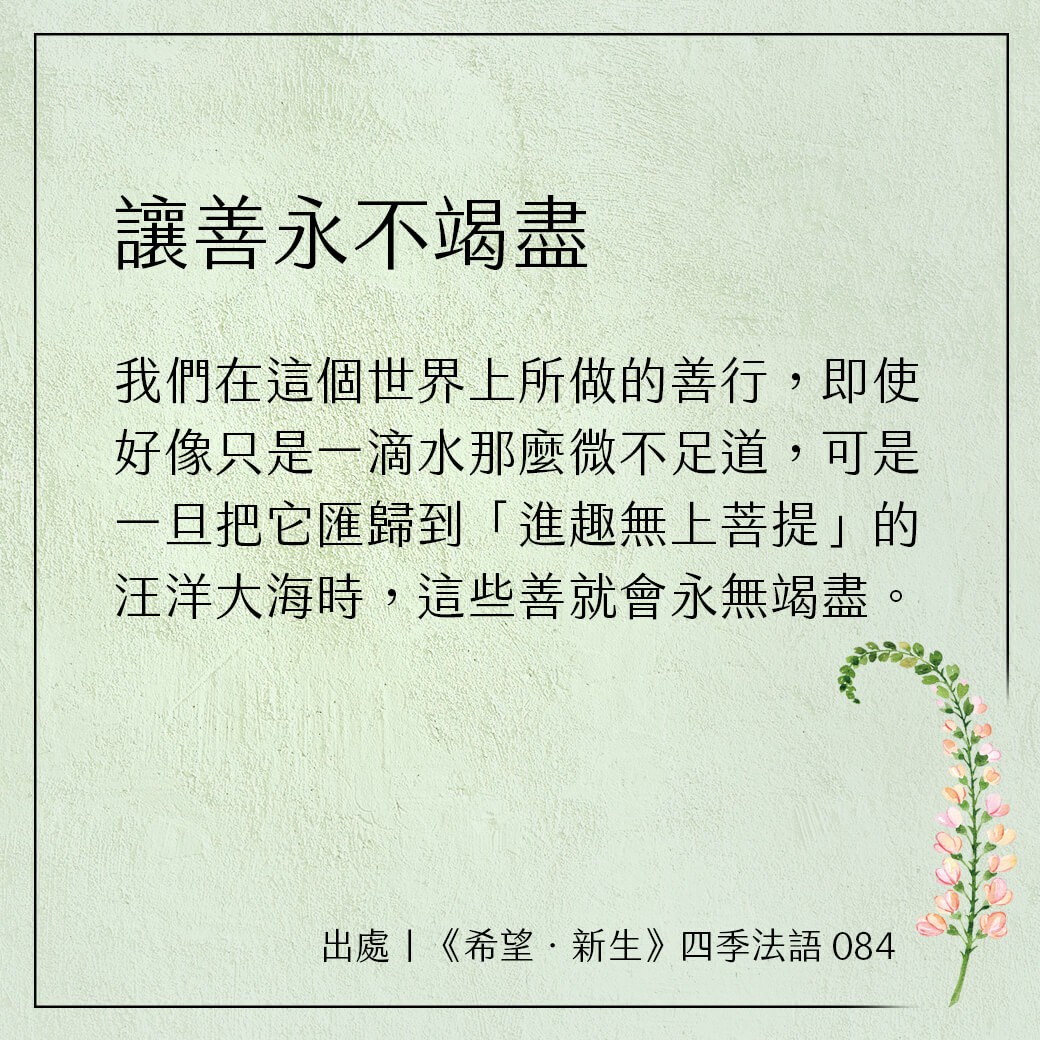 讓善永不竭盡
我們在這個世界上所做的善行，即使
好像只是一滴水那麼微不足道，可是
一旦把它匯歸到「進趣無上菩提」的
汪洋大海時，這些善就會永無竭盡。
出處｜《希望．新生》四季法語 084